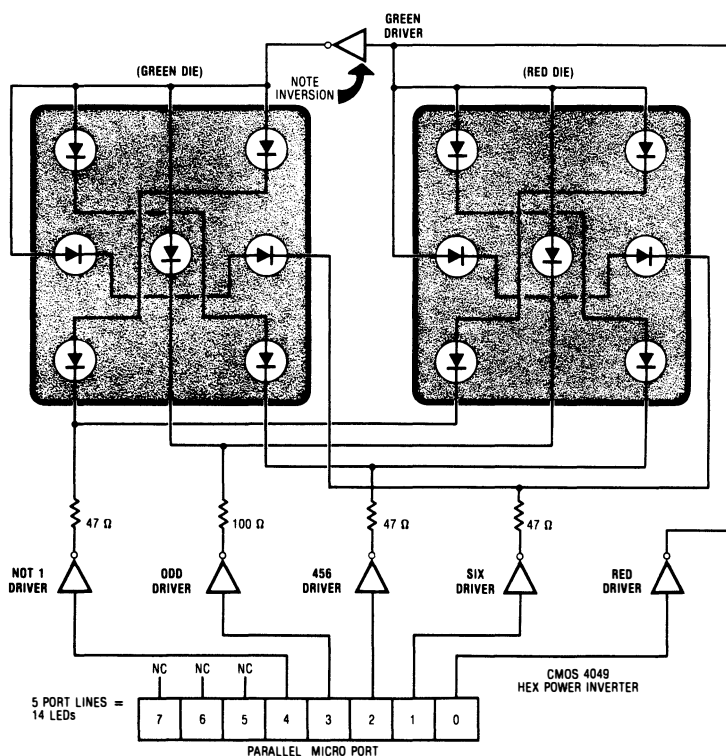 GREEN
DRIVER
(GREEN DIE)
NOTE
INVERSION
(RED DIE)
47 Ω
100 Ω
47 Ω
47 Ω
NOT 1
DRIVER
ODD
DRIVER
456
DRIVER
SIX
DRIVER
RED
DRIVER
NC
NC
NC
CMOS 4049
HEX POWER INVERTER
5 PORT LINES =
14 LEDs
7 6 5 4 3 2 1 0
PARALLEL MICRO PORT